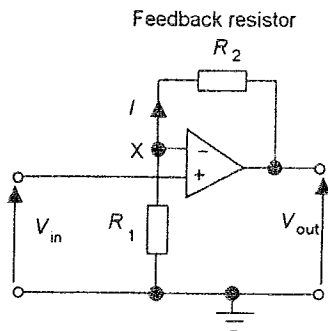 Feedback resistor
R2
I
X
−
+
Vin
R1
Vout